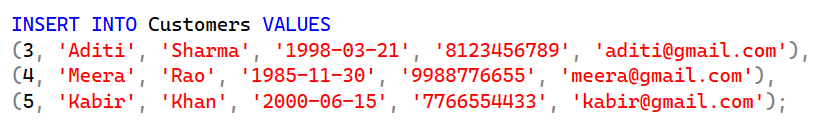 INSERT INTO Customers VALUES
(3, 'Aditi', 'Sharma', '1998-03-21', '8123456789', 'aditi@gmail.com'),
(4, 'Meera', 'Rao', '1985-11-30', '9988776655', 'meera@gmail.com'),
(5, 'Kabir', 'Khan', '2000-06-15', '7766554433', 'kabir@gmail.com');